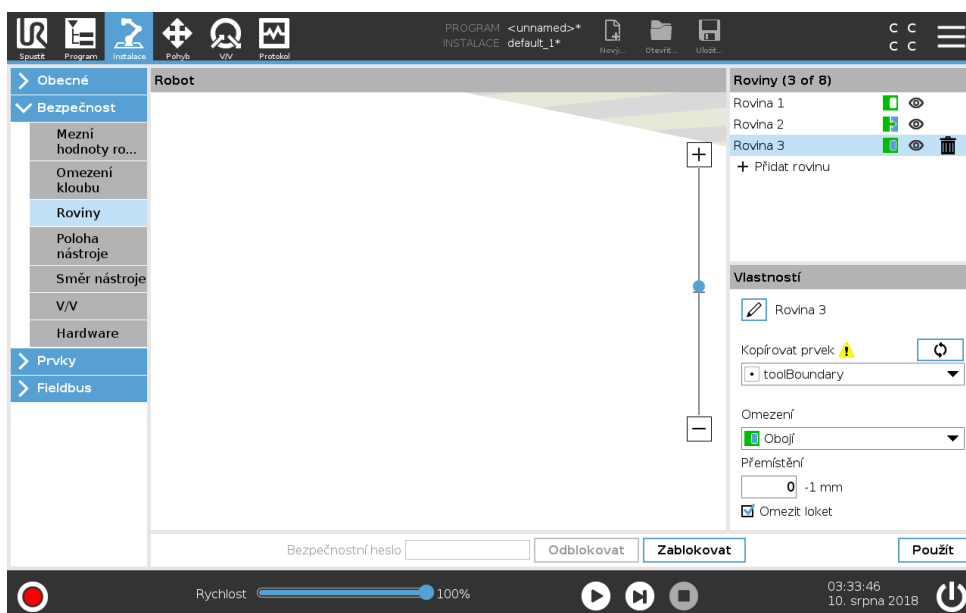 PROGRAM <unnamed>*
INSTALACE default_1*
Spustit Program Instalace Pohyb V/V Protokol
Nový... Otevřít... Uložit...
C C
C C
Obecné
Bezpečnost
Mezní
hodnoty ro...
Omezení
kloubu
Roviny
Poloha
nástroje
Směr nástroje
V/V
Hardware
Prvky
Fieldbus
Robot
Roviny (3 of 8)
Rovina 1
Rovina 2
Rovina 3
+ Přidat rovinu
Vlastností
Rovina 3
Kopírovat prvek
toolBoundary
Omezení
Obojí
Přemístění
0 -1 mm
Omezit loket
Bezpečnostní heslo Odblokovat Zablokovat Použít
Rychlost 100%
03:33:46
10. srpna 2018